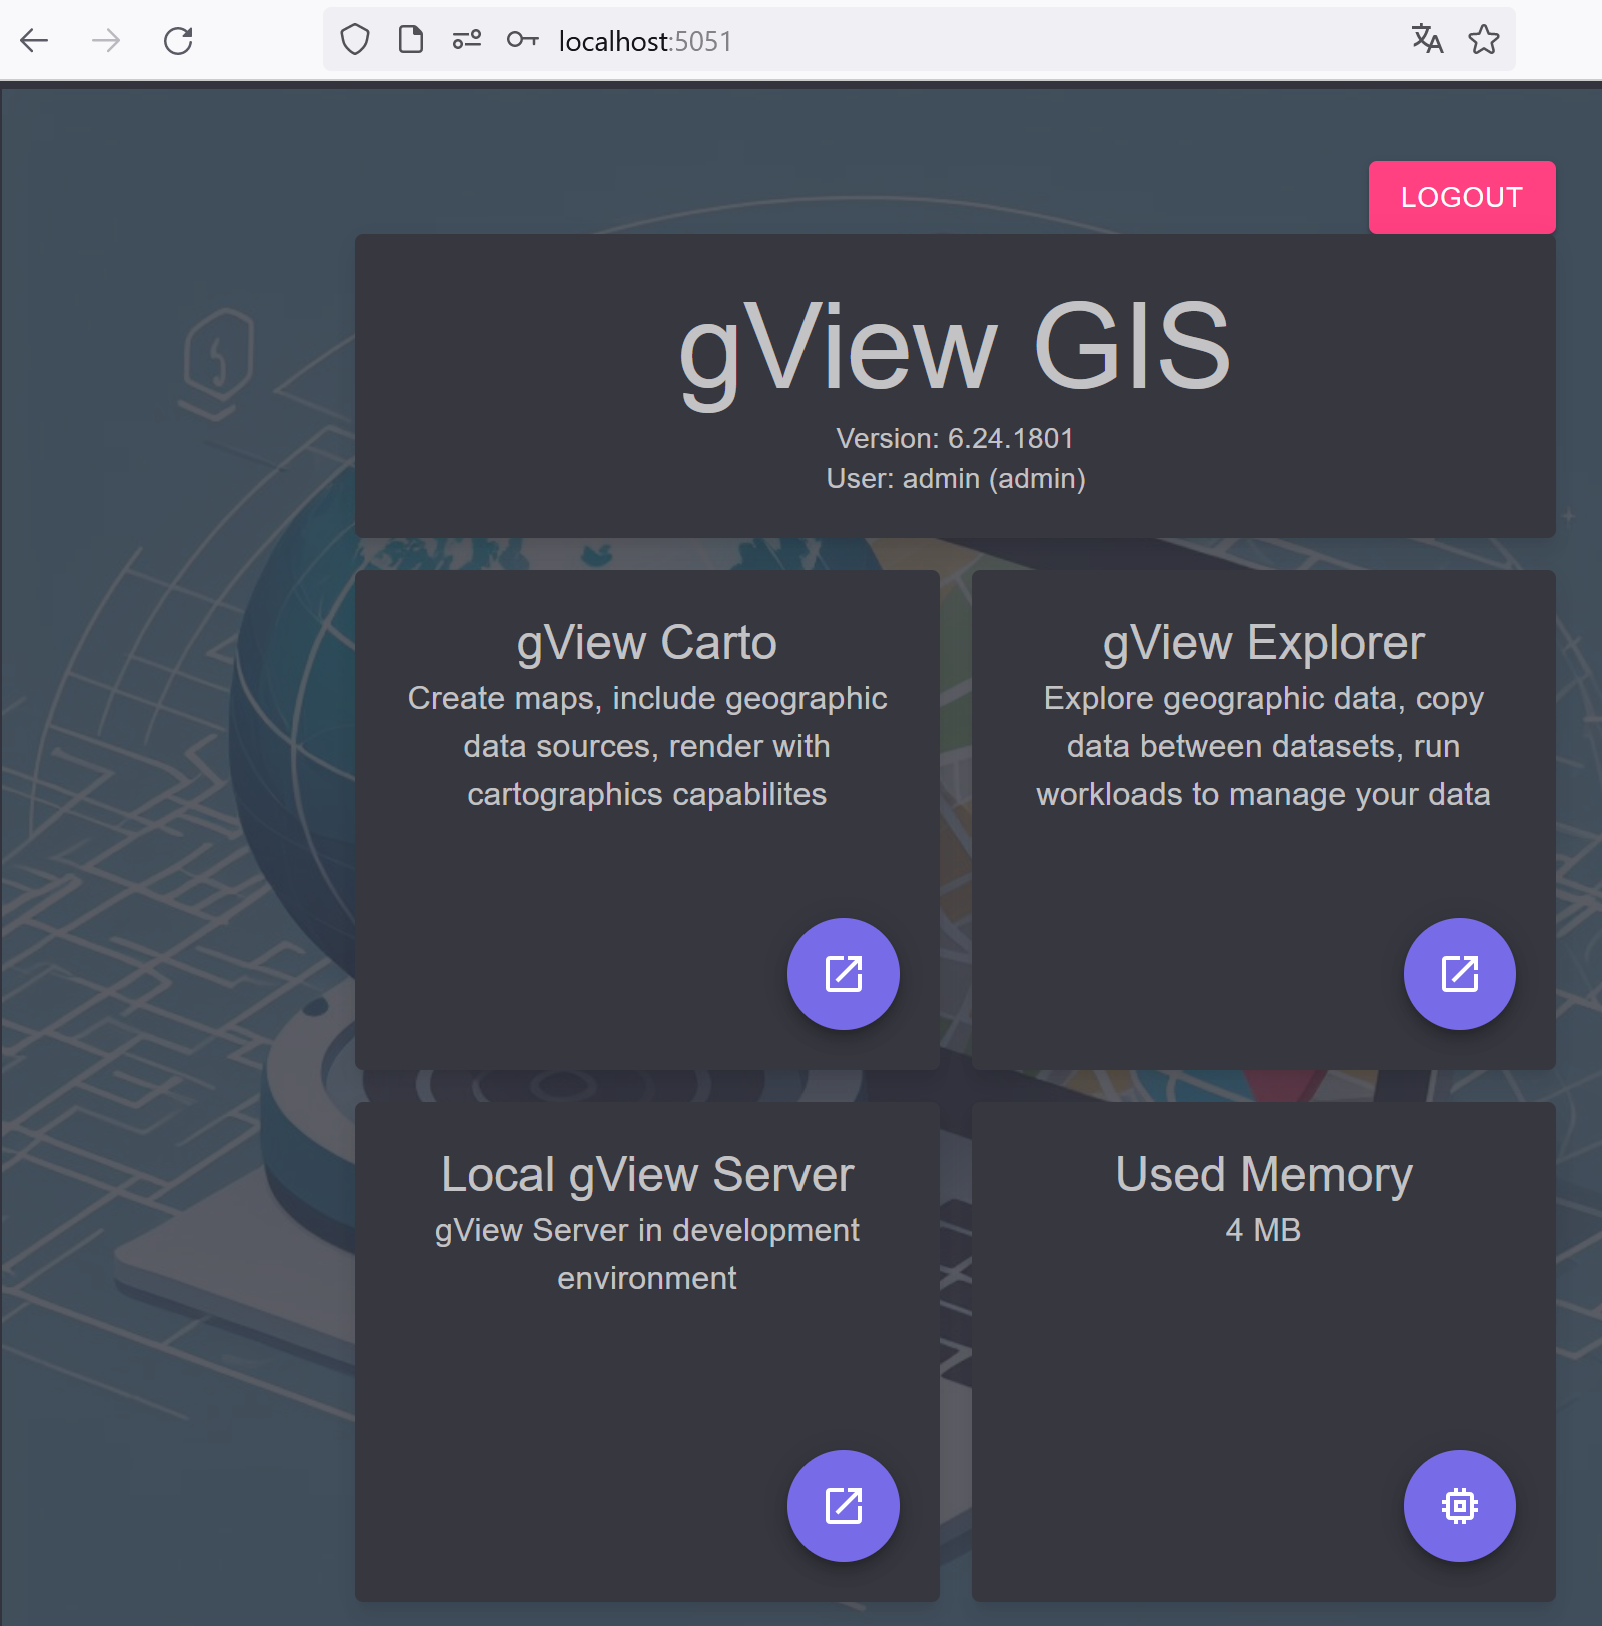 localhost:5051
LOGOUT
gView GIS
Version: 6.24.1801
User: admin (admin)
gView Carto
Create maps, include geographic
data sources, render with
cartographics capabilites
gView Explorer
Explore geographic data, copy
data between datasets, run
workloads to manage your data
Local gView Server
gView Server in development
environment
Used Memory
4 MB